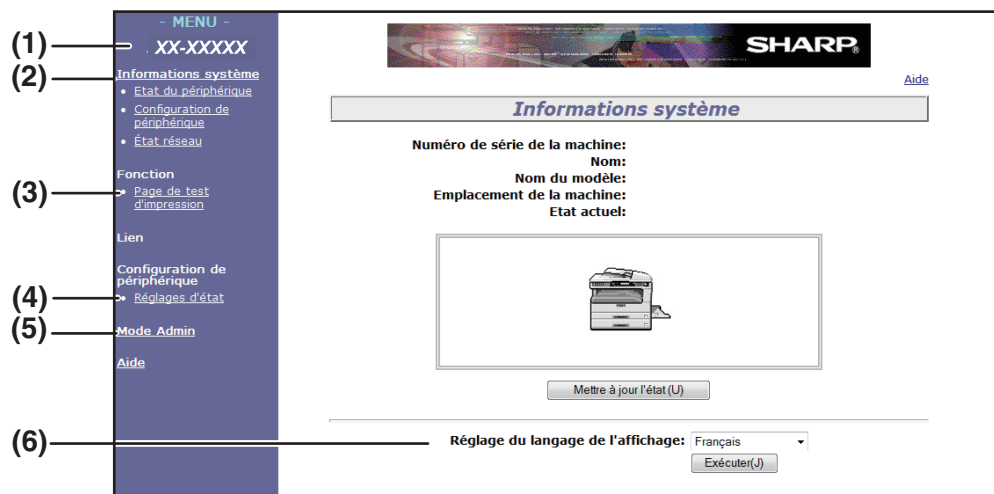 - MENU -
(1)
XX-XXXXX
SHARP®
(2)
Informations système
Aide
• Etat du périphérique
• Configuration de
périphérique
• État réseau
Informations système
Numéro de série de la machine:
Nom:
Nom du modèle:
Emplacement de la machine:
Etat actuel:
Fonction
(3)
• Page de test
d'impression
Lien
Configuration de
périphérique
(4)
• Réglages d'état
(5)
Mode Admin
Aide
Mettre à jour l'état (U)
(6)
Réglage du langage de l'affichage: Français
Exécuter(J)